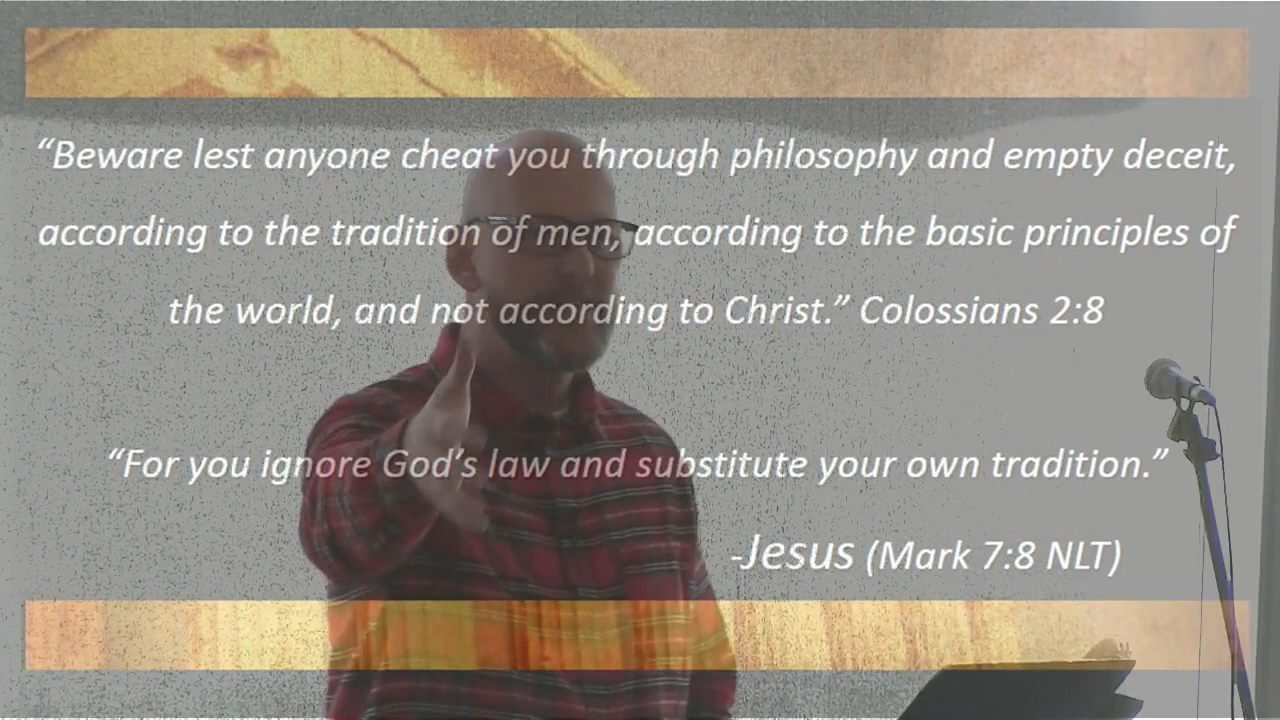 “Beware lest anyone cheat you through philosophy and empty deceit,
according to the tradition of men, according to the basic principles of
the world, and not according to Christ.” Colossians 2:8
“For you ignore God’s law and substitute your own tradition.”
-Jesus (Mark 7:8 NLT)